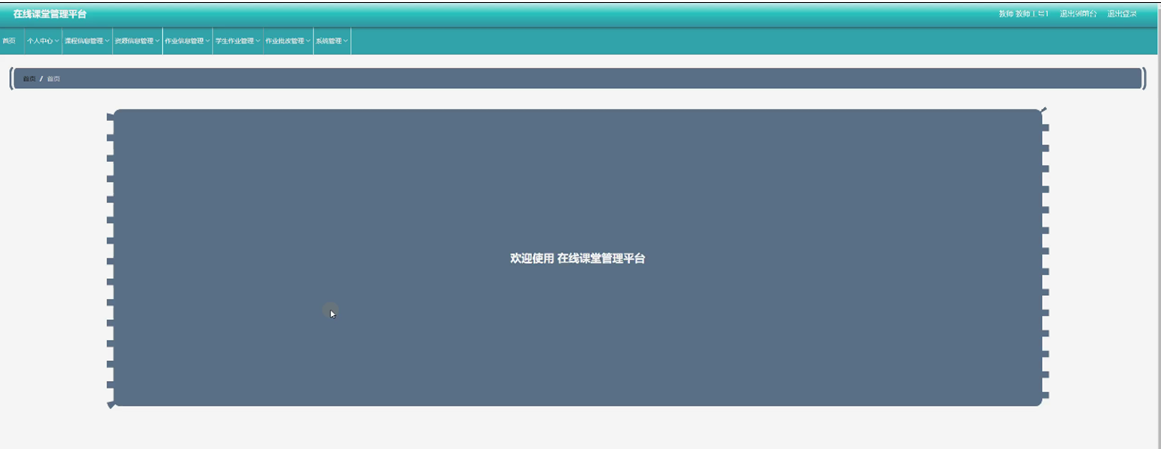 在线课堂管理平台
教师 教师工号1 退出到前台 退出登录
首页 个人中心 课程信息管理 资源信息管理 作业信息管理 学生作业管理 作业批改管理 系统管理
首页 / 首页
欢迎使用 在线课堂管理平台